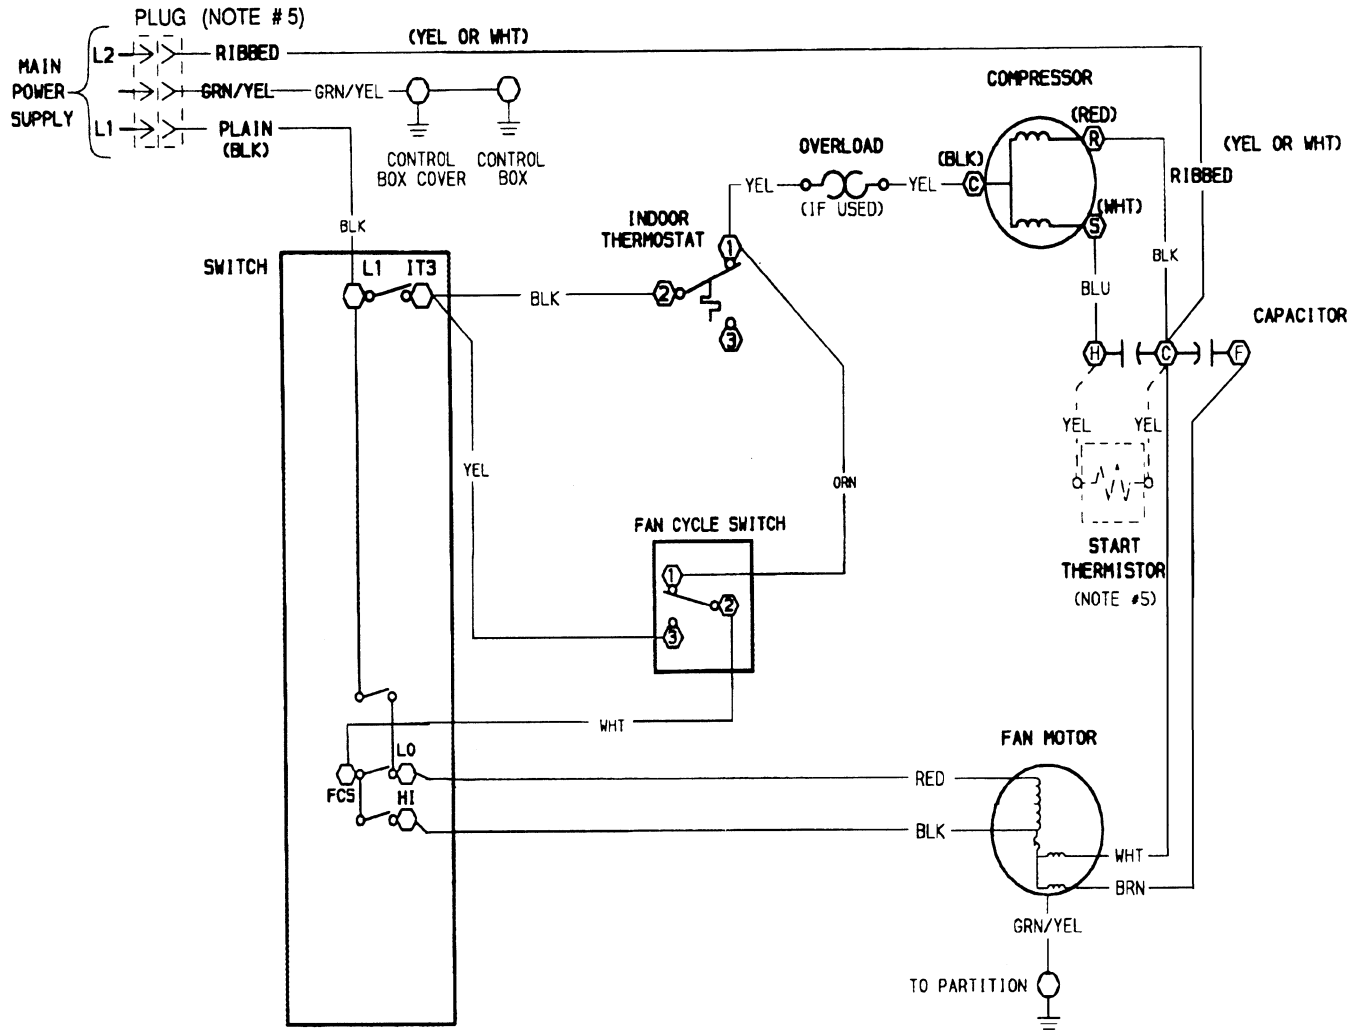 PLUG (NOTE #5)
L2
RIBBED
(YEL OR WHT)
MAIN
POWER
SUPPLY
GRN/YEL
GRN/YEL
L1
PLAIN
(BLK)
CONTROL
BOX COVER
CONTROL
BOX
COMPRESSOR
(RED)
R
(YEL OR WHT)
RIBBED
OVERLOAD
(BLK)
YEL
(IF USED)
YEL
C
(WHT)
S
BLK
INDOOR
THERMOSTAT
1
BLK
BLU
SWITCH
L1
IT3
BLK
2
3
CAPACITOR
H
C
F
YEL
YEL
YEL
ORN
FAN CYCLE SWITCH
START
THERMISTOR
(NOTE #5)
1
2
3
WHT
FAN MOTOR
LO
FCS
HI
RED
BLK
WHT
BRN
GRN/YEL
TO PARTITION